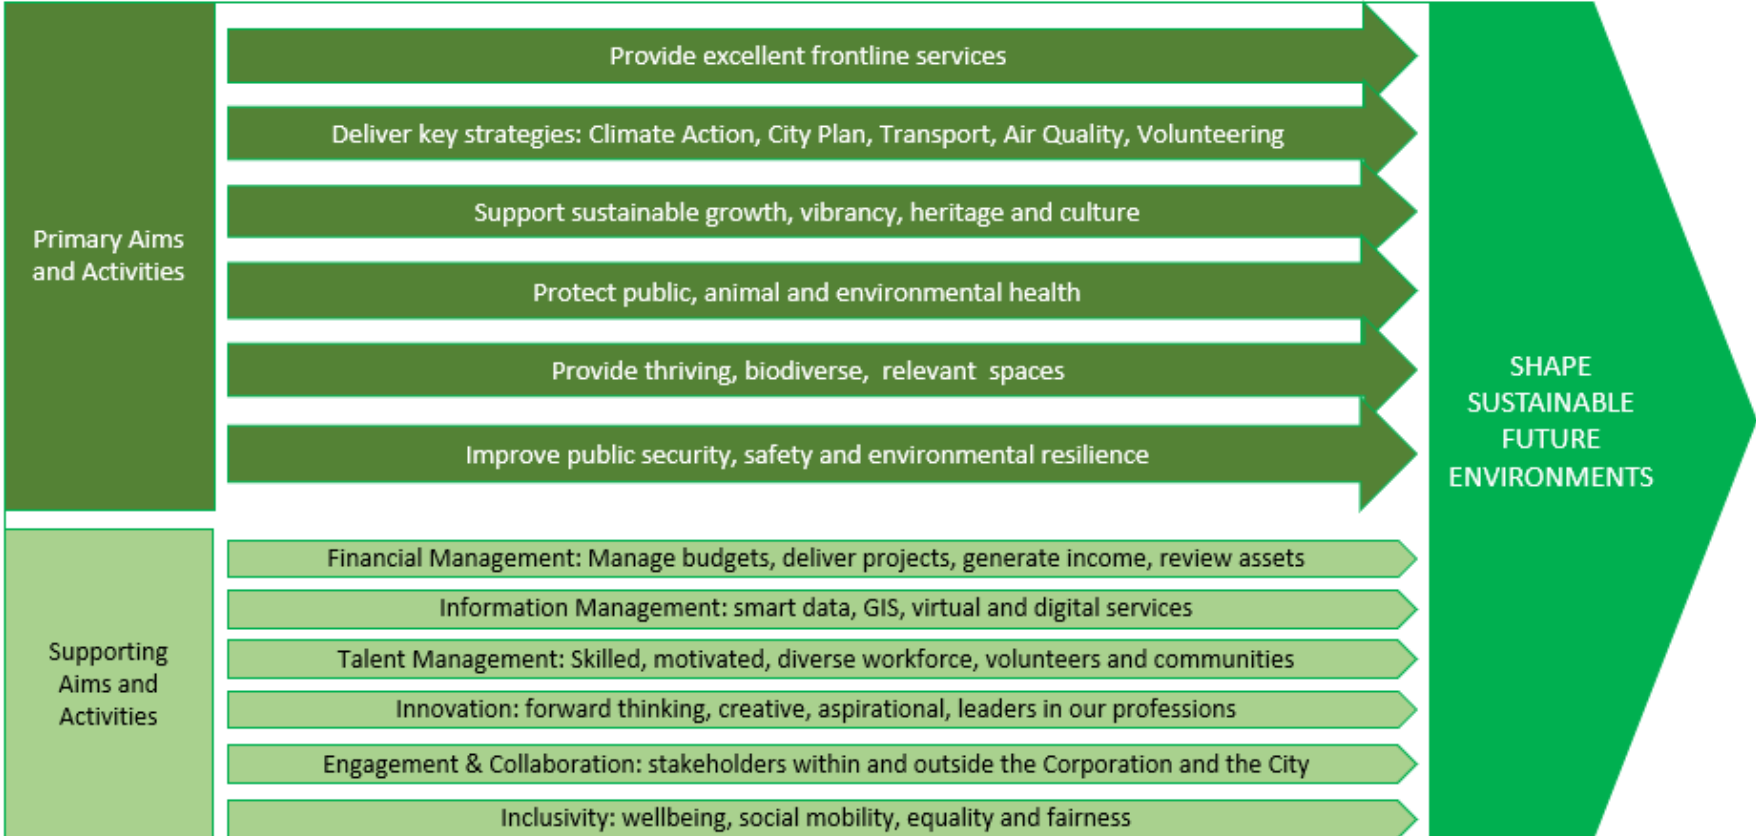 Primary Aims
and Activities
Provide excellent frontline services
Deliver key strategies: Climate Action, City Plan, Transport, Air Quality, Volunteering
Support sustainable growth, vibrancy, heritage and culture
Protect public, animal and environmental health
Provide thriving, biodiverse, relevant spaces
Improve public security, safety and environmental resilience
Supporting
Aims and
Activities
Financial Management: Manage budgets, deliver projects, generate income, review assets
Information Management: smart data, GIS, virtual and digital services
Talent Management: Skilled, motivated, diverse workforce, volunteers and communities
Innovation: forward thinking, creative, aspirational, leaders in our professions
Engagement & Collaboration: stakeholders within and outside the Corporation and the City
Inclusivity: wellbeing, social mobility, equality and fairness
SHAPE
SUSTAINABLE
FUTURE
ENVIRONMENTS